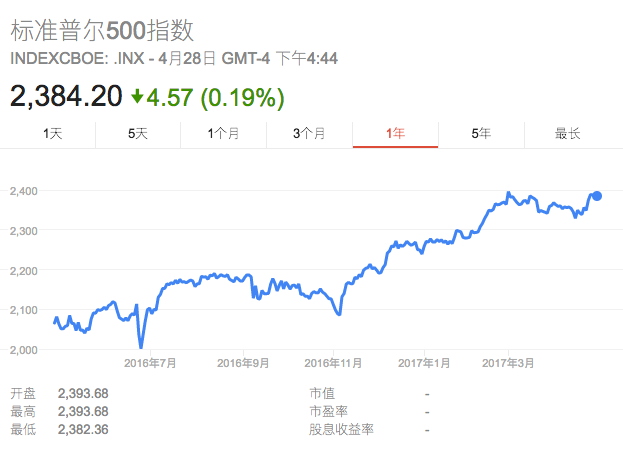 标准普尔500指数
INDEXCBOE: .INX - 4月28日 GMT-4 下午4:44
2,384.20 ↓4.57 (0.19%)
1天 5天 1个月 3个月 1年 5年 最长
2,400
2,300
2,200
2,100
2,000
2016年7月 2016年9月 2016年11月 2017年1月 2017年3月
开盘 2,393.68 市值 -
最高 2,393.68 市盈率 -
最低 2,382.36 股息收益率 -